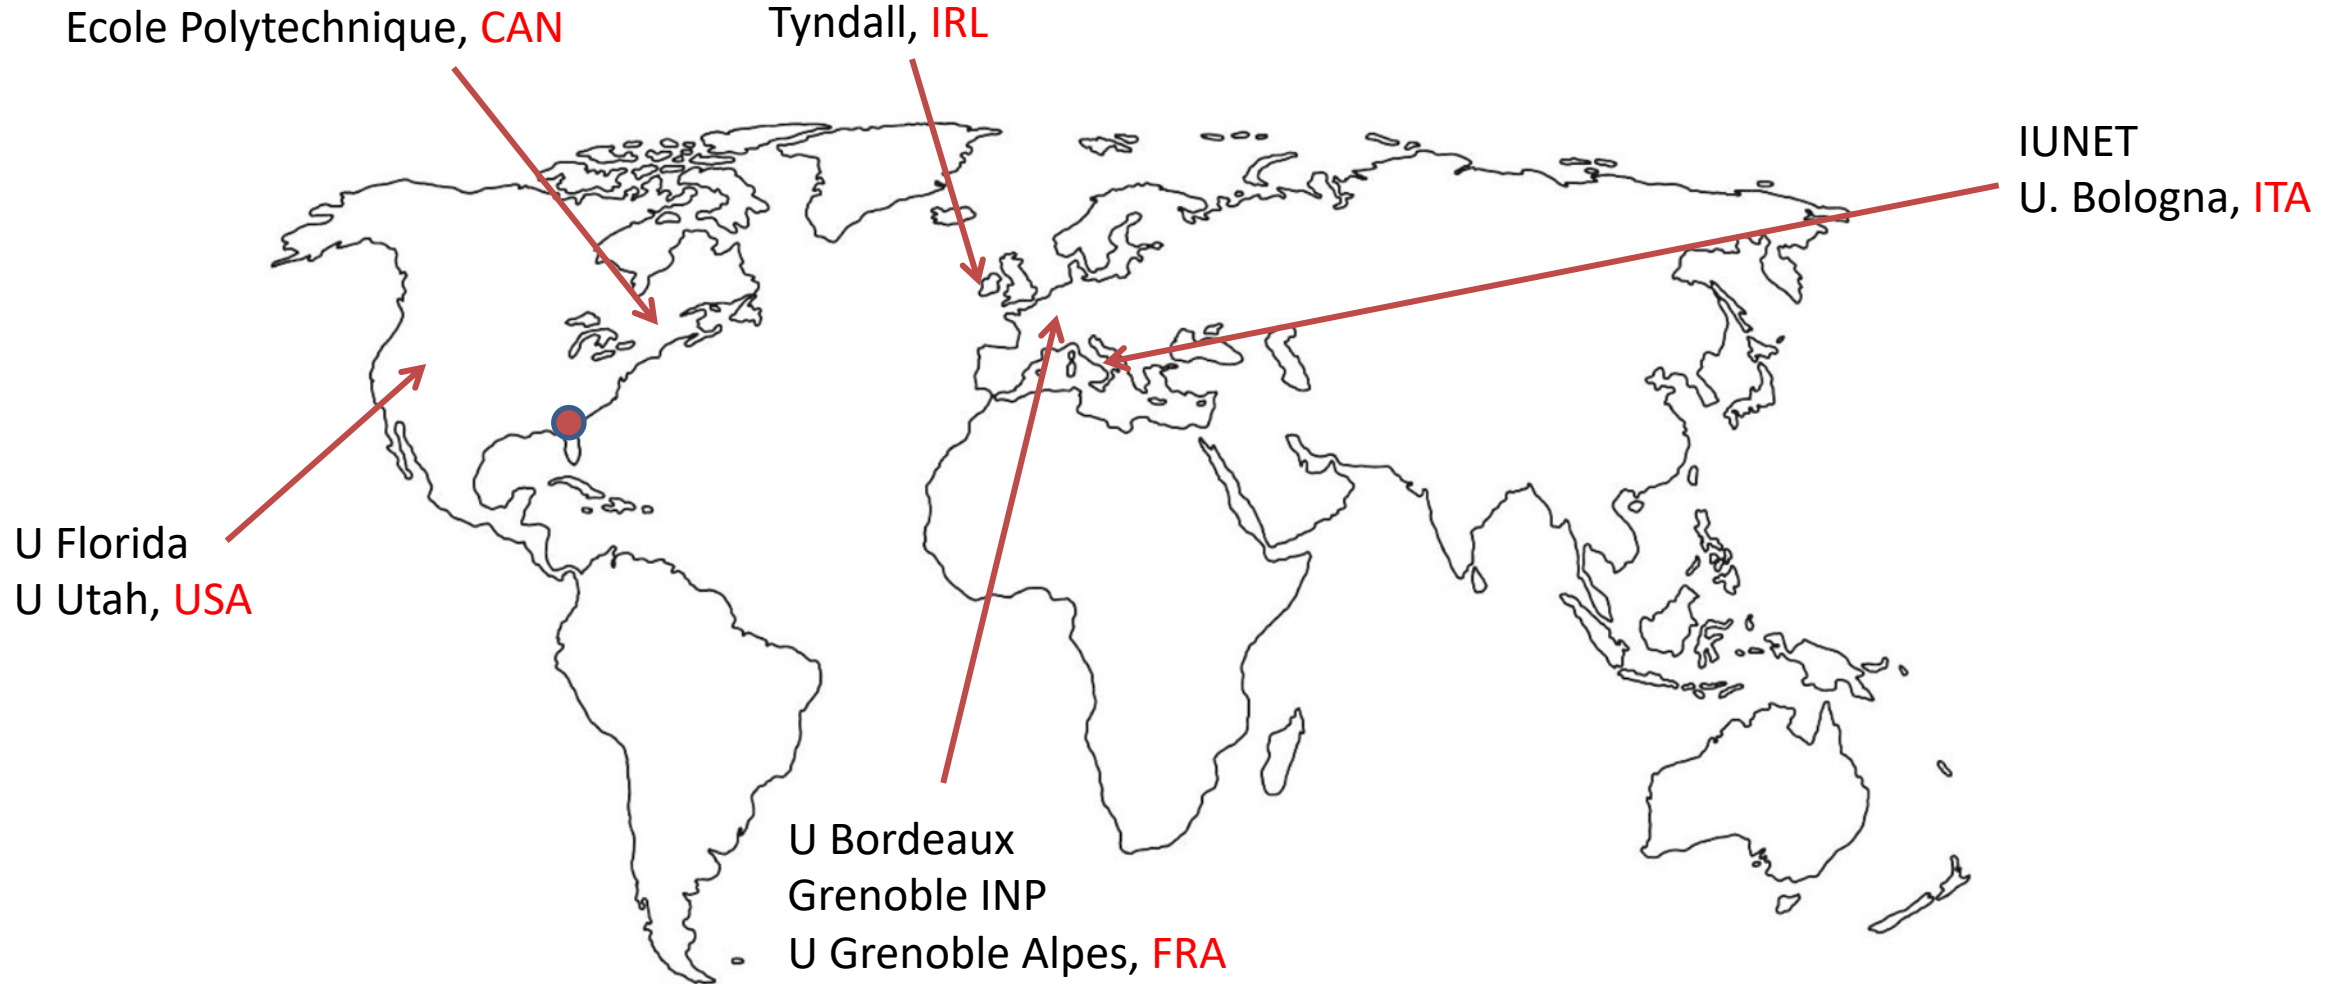 Ecole Polytechnique, CAN
Tyndall, IRL
IUNET
U. Bologna, ITA
U Florida
U Utah, USA
U Bordeaux
Grenoble INP
U Grenoble Alpes, FRA